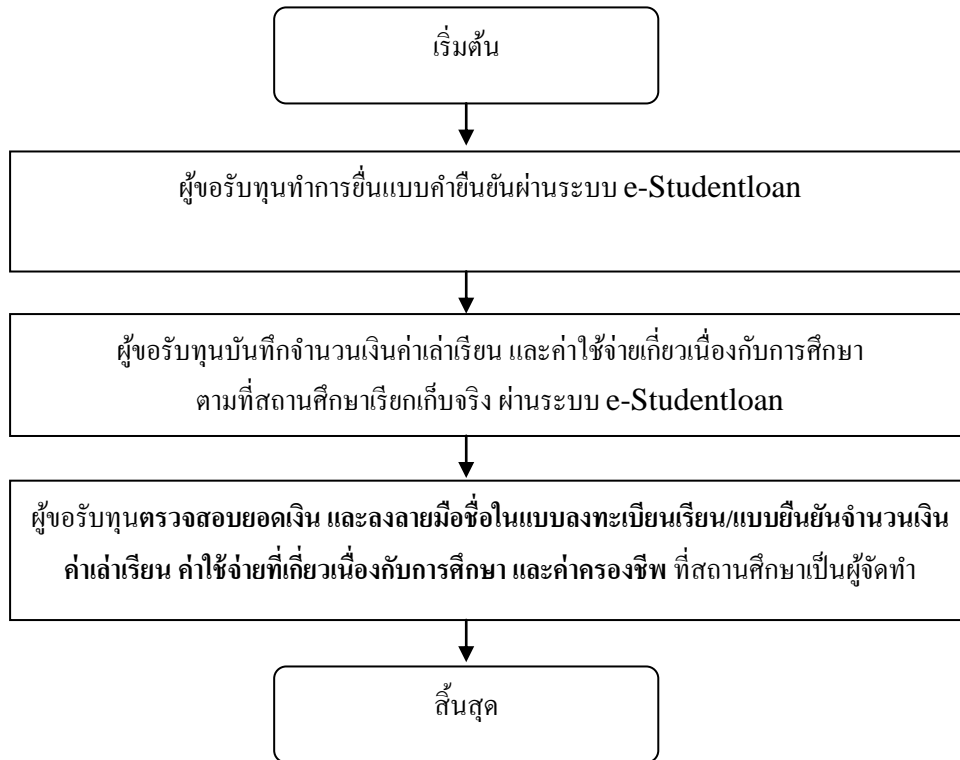 เริ่มต้น
ผู้ขอรับทุนทำการยื่นแบบคำยืนยันผ่านระบบ e-Studentloan
ผู้ขอรับทุนบันทึกจำนวนเงินค่าเล่าเรียน และค่าใช้จ่ายเกี่ยวเนื่องกับการศึกษา
ตามที่สถานศึกษาเรียกเก็บจริง ผ่านระบบ e-Studentloan
ผู้ขอรับทุนตรวจสอบยอดเงิน และลงลายมือชื่อในแบบลงทะเบียนเรียน/แบบยืนยันจำนวนเงิน
ค่าเล่าเรียน ค่าใช้จ่ายที่เกี่ยวเนื่องกับการศึกษา และค่าครองชีพ ที่สถานศึกษาเป็นผู้จัดทำ
สิ้นสุด